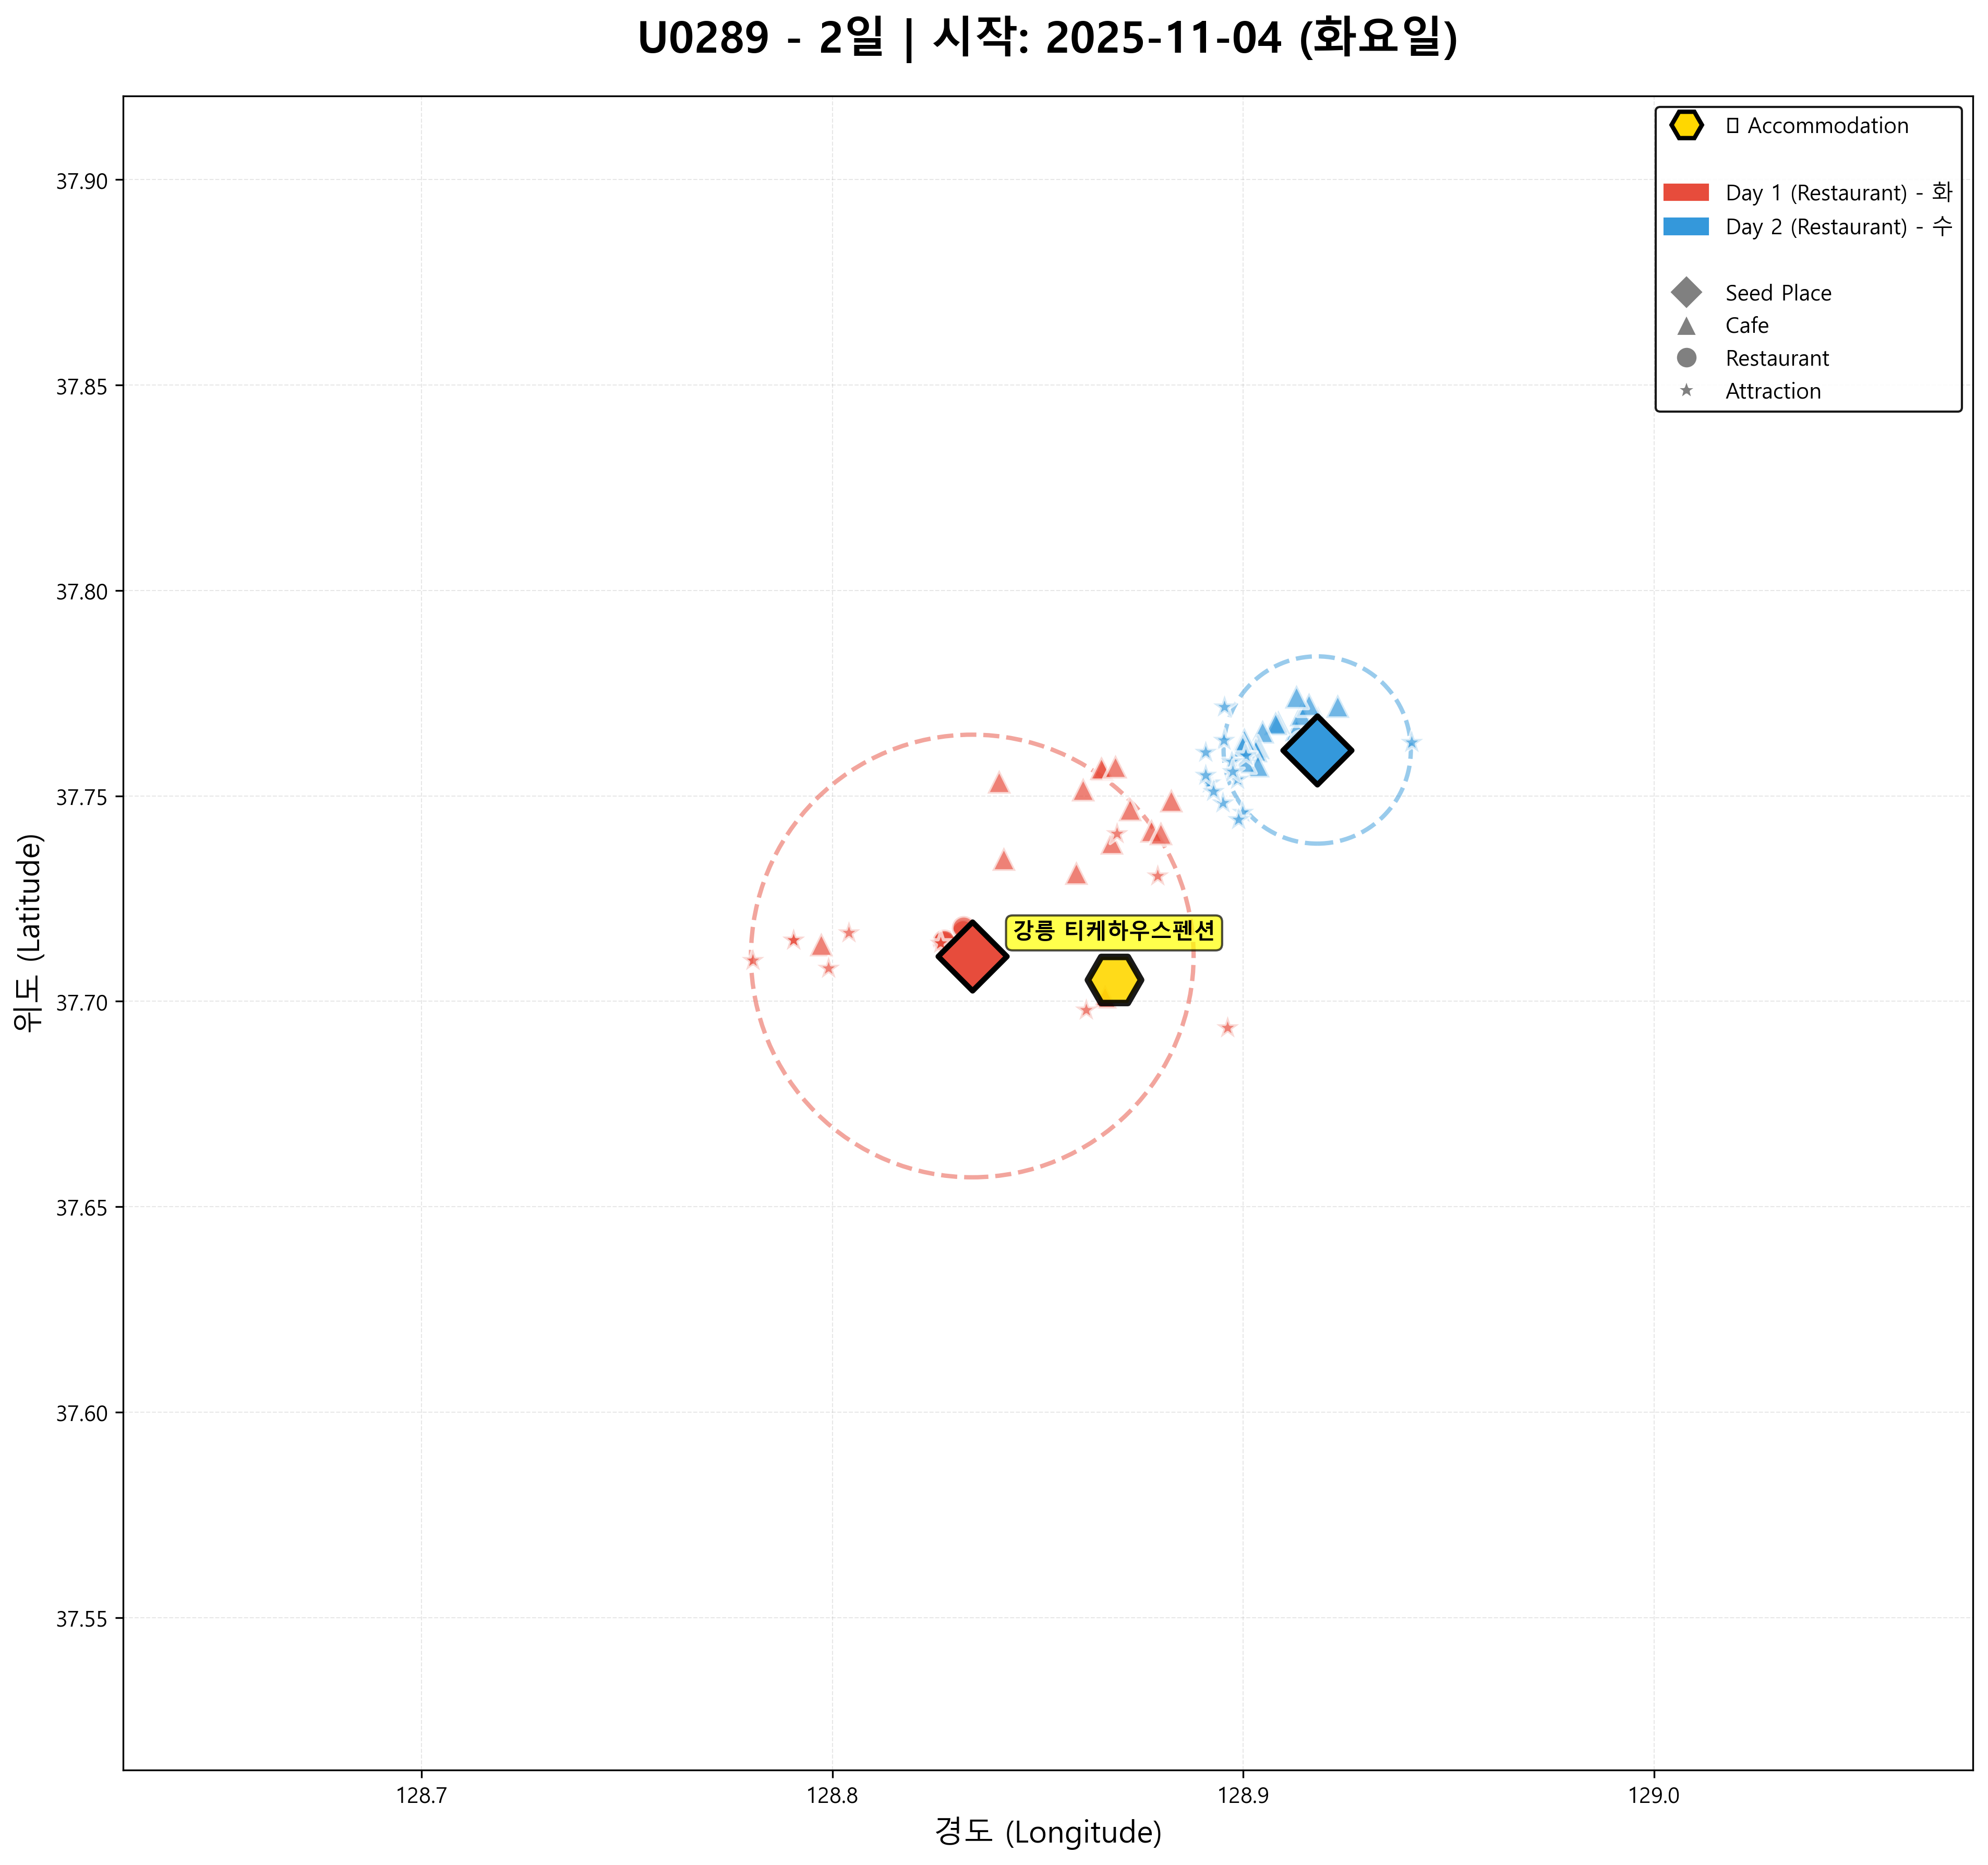 U0289 - 2일 | 시작: 2025-11-04 (화요일)
Accommodation
Day 1 (Restaurant) - 화
Day 2 (Restaurant) - 수
Seed Place
Cafe
Restaurant
Attraction
37.90
37.85
37.80
37.75
37.70
37.65
37.60
37.55
위도 (Latitude)
강릉 티케하우스펜션
128.7
128.8
128.9
129.0
경도 (Longitude)